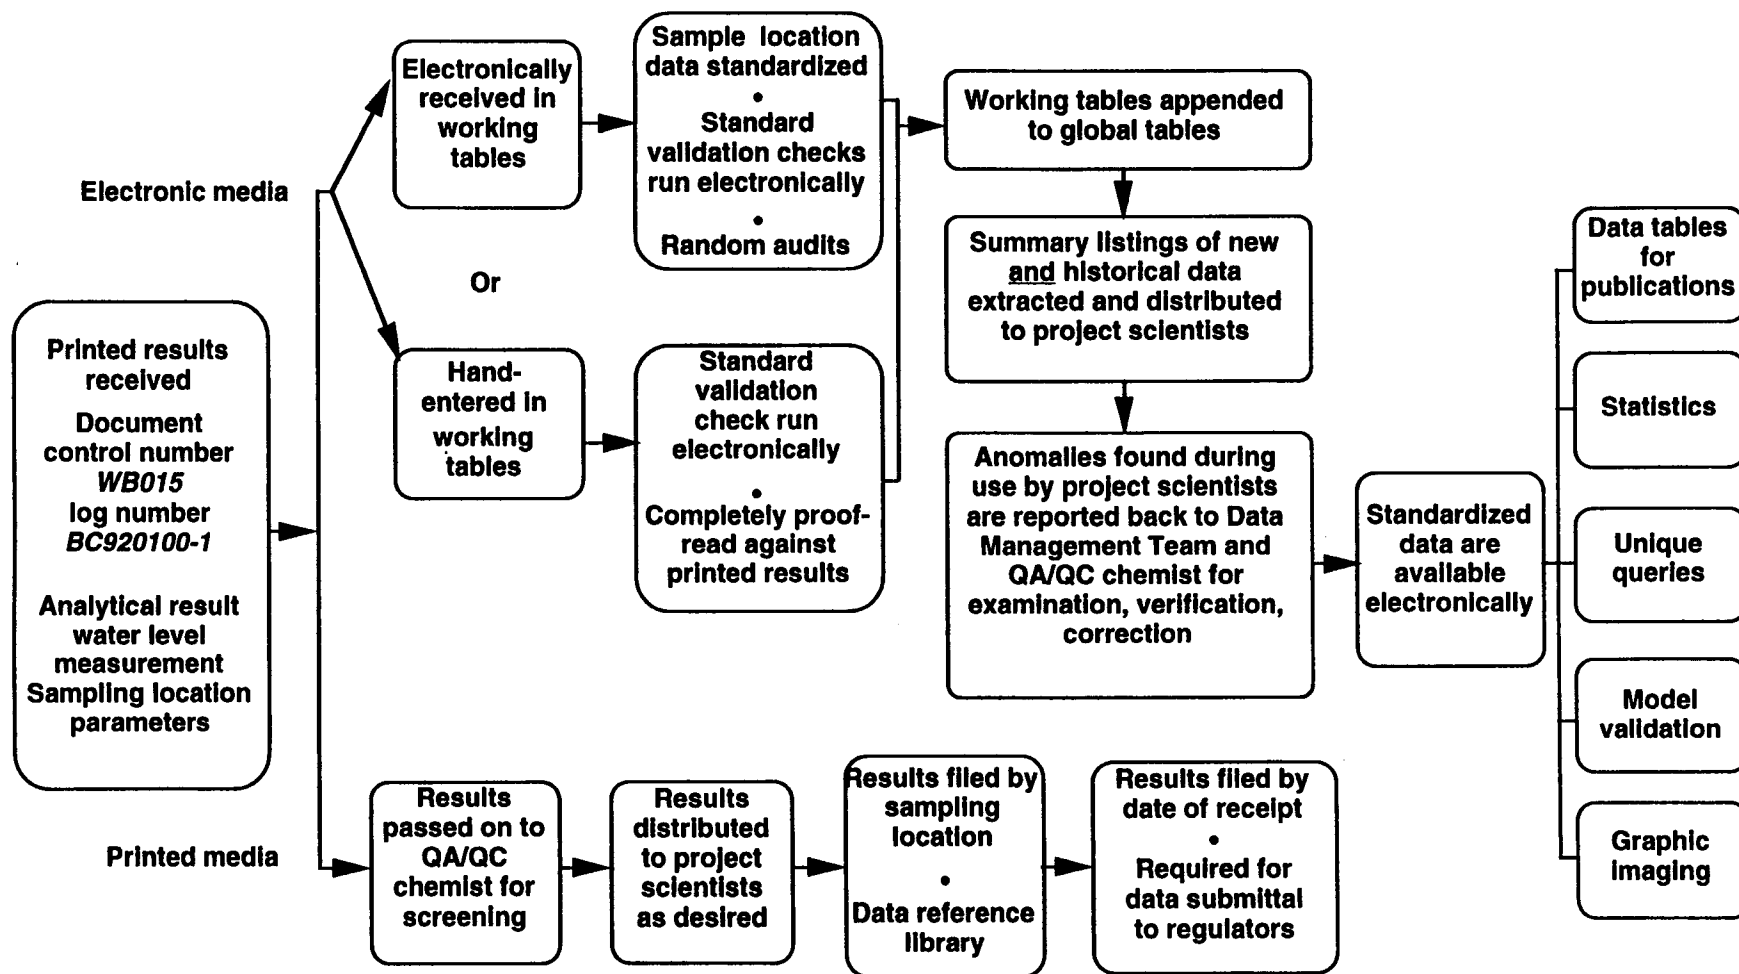 Electronic media
Printed results
received
Document
control number
WB015
log number
BC920100-1
Analytical result
water level
measurement
Sampling location
parameters
Electronically
received in
working
tables
Or
Hand-
entered in
working
tables
Sample location
data standardized
•
Standard
validation checks
run electronically
•
Random audits
Standard
validation
check run
electronically
•
Completely proof-
read against
printed results
Working tables appended
to global tables
Summary listings of new
and historical data
extracted and distributed
to project scientists
Anomalies found during
use by project scientists
are reported back to Data
Management Team and
QA/QC chemist for
examination, verification,
correction
Standardized
data are
available
electronically
Data tables
for
publications
Statistics
Unique
queries
Model
validation
Graphic
imaging
Printed media
Results
passed on to
QA/QC
chemist for
screening
Results
distributed
to project
scientists
as desired
Results filed by
sampling
location
•
Data reference
library
Results filed by
date of receipt
•
Required for
data submittal
to regulators